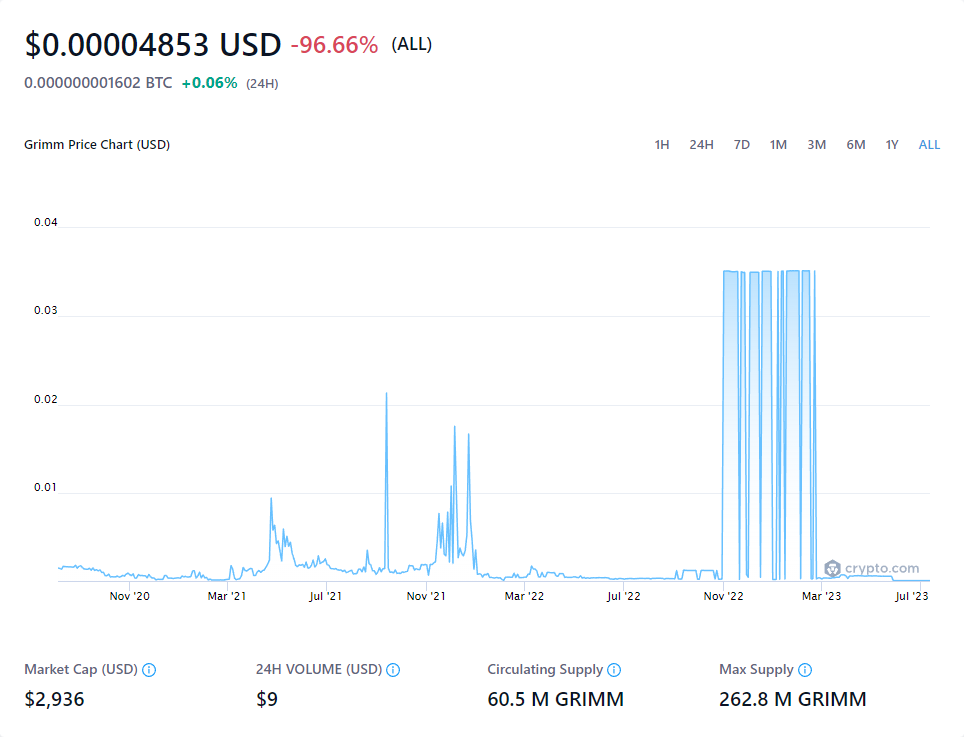 $0.00004853 USD -96.66% (ALL)
0.000000001602 BTC +0.06% (24H)
Grimm Price Chart (USD) 1H 24H 7D 1M 3M 6M 1Y ALL
0.04
0.03
0.02
0.01
crypto.com
Nov '20 Mar '21 Jul '21 Nov '21 Mar '22 Jul '22 Nov '22 Mar '23 Jul '23
Market Cap (USD) 24H VOLUME (USD) Circulating Supply Max Supply
$2,936 $9 60.5 M GRIMM 262.8 M GRIMM